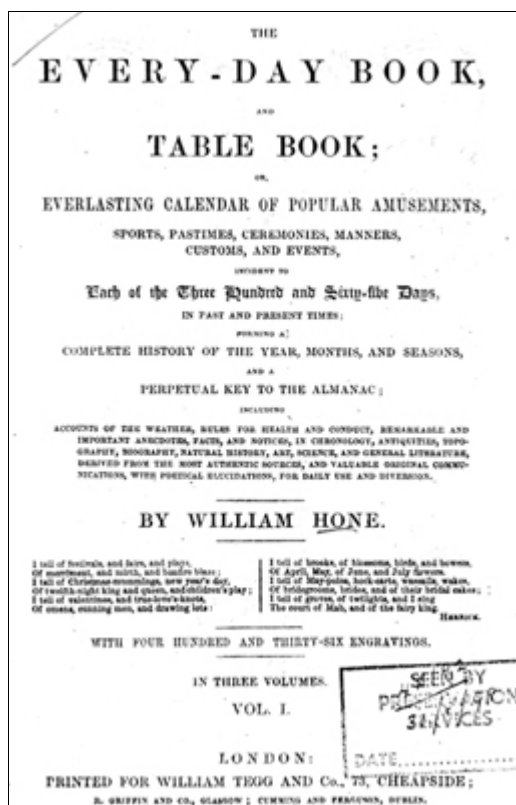 THE
EVERY-DAY BOOK,
AND
TABLE BOOK;
OR,
EVERLASTING CALENDAR OF POPULAR AMUSEMENTS,
SPORTS, PASTIMES, CEREMONIES, MANNERS,
CUSTOMS, AND EVENTS,
INCIDENT TO
Each of the Three Hundred and Sixty-five Days,
IN PAST AND PRESENT TIMES;
FORMING A
COMPLETE HISTORY OF THE YEAR, MONTHS, AND SEASONS,
AND A
PERPETUAL KEY TO THE ALMANAC;
INCLUDING
ACCOUNTS OF THE WEATHER, RULES FOR HEALTH AND CONDUCT, REMARKABLE AND
IMPORTANT ANECDOTES, FACTS, AND NOTICES, IN CHRONOLOGY, ANTIQUITIES, TOPO-
GRAPHY, BIOGRAPHY, NATURAL HISTORY, ART, SCIENCE, AND GENERAL LITERATURE,
DERIVED FROM THE MOST AUTHENTIC SOURCES, AND VALUABLE ORIGINAL COMMU-
NICATIONS, WITH POETICAL ELUCIDATIONS, FOR DAILY USE AND DIVERSION.
BY WILLIAM HONE.
I tell of festivals, and fairs, and plays,
Of merriment, and mirth, and bonfire blaze;
I tell of Christmas-mummings, new year's day,
Of twelfth-night king and queen, and children's play;
I tell of valentines, and true-love's-knots,
Of omens, cunning men, and drawing lots:
I tell of brooks, of blossoms, birds, and bowers,
Of April, May, of June, and July flowers.
I tell of May-poles, hock-carts, wassails, wakes,
Of bridegrooms, brides, and of their bridal cakes;
I tell of groves, of twilights, and I sing
The court of Mab, and of the fairy king.
HERRICK.
WITH FOUR HUNDRED AND THIRTY-SIX ENGRAVINGS.
IN THREE VOLUMES.
VOL. I.
SEEN BY
PRESERVATION
SERVICES
DATE
LONDON:
PRINTED FOR WILLIAM TEGG AND Co., 73, CHEAPSIDE;
R. GRIFFIN AND CO., GLASGOW; CUMMING AND FERGUSON, DUBLIN.